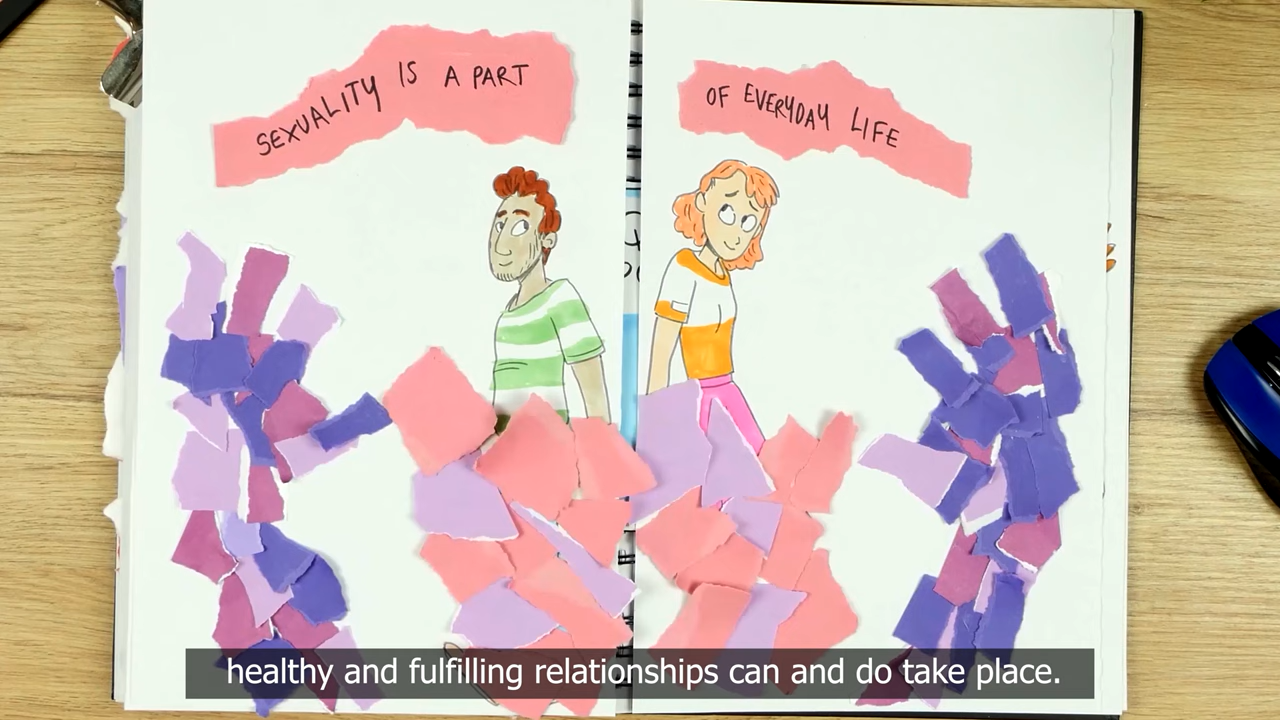 SEXUALITY IS A PART
OF EVERYDAY LIFE
healthy and fulfilling relationships can and do take place.